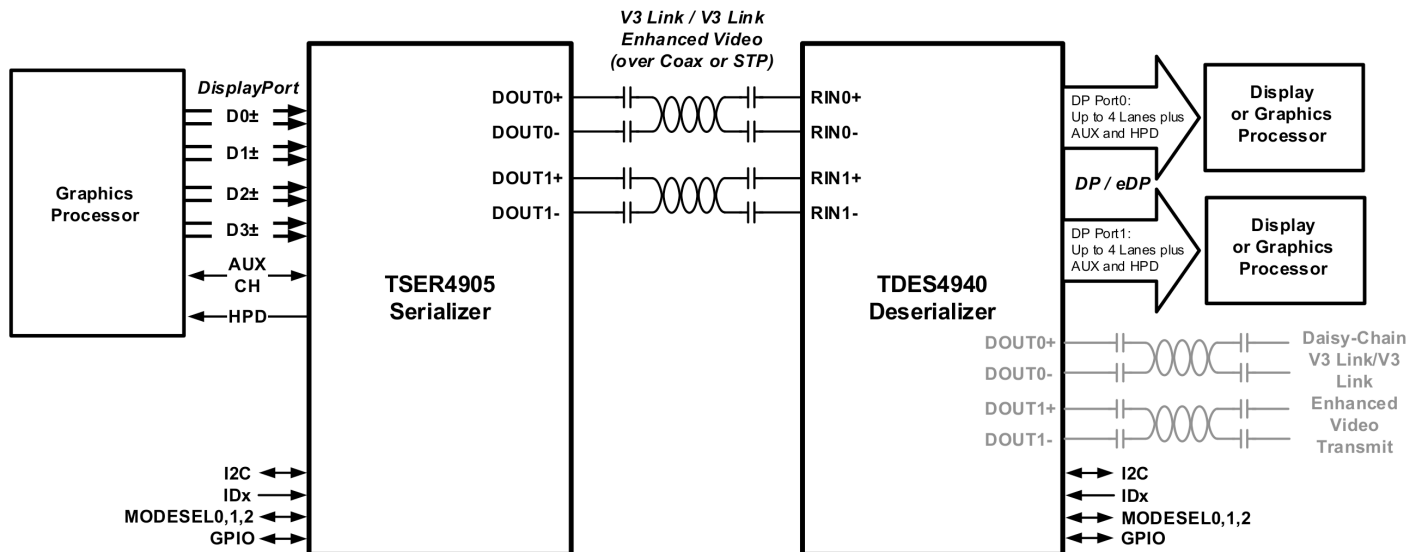 V3 Link / V3 Link
Enhanced Video
(over Coax or STP)
Graphics
Processor
DisplayPort
D0±
D1±
D2±
D3±
AUX
CH
HPD
TSER4905
Serializer
DOUT0+
DOUT0-
DOUT1+
DOUT1-
I2C
IDx
MODESEL0,1,2
GPIO
RIN0+
RIN0-
RIN1+
RIN1-
TDES4940
Deserializer
DP Port0:
Up to 4 Lanes plus
AUX and HPD
DP / eDP
DP Port1:
Up to 4 Lanes plus
AUX and HPD
Display
or Graphics
Processor
Display
or Graphics
Processor
DOUT0+
DOUT0-
DOUT1+
DOUT1-
Daisy-Chain
V3 Link/V3
Link
Enhanced
Video
Transmit
I2C
IDx
MODESEL0,1,2
GPIO